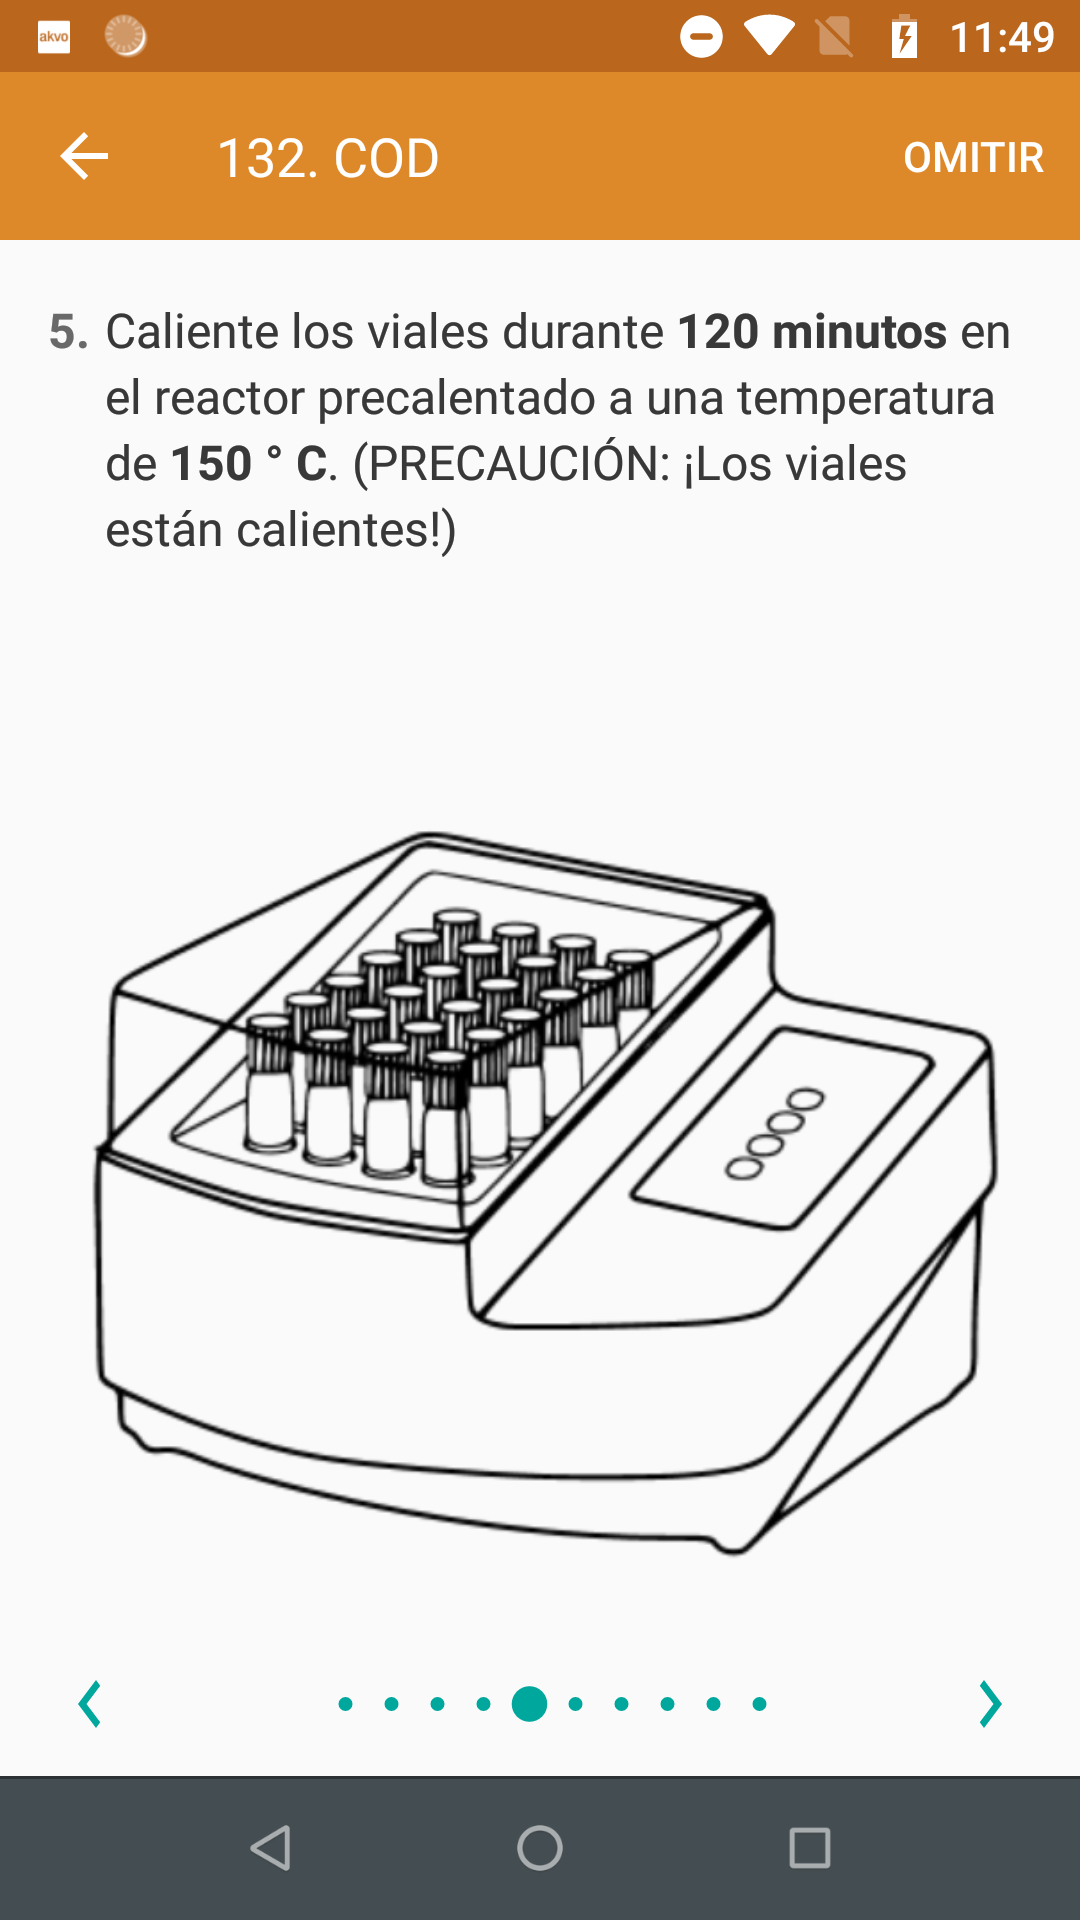 akvo
11:49
132. COD
OMITIR
5. Caliente los viales durante 120 minutos en
el reactor precalentado a una temperatura
de 150 ° C. (PRECAUCIÓN: ¡Los viales
están calientes!)